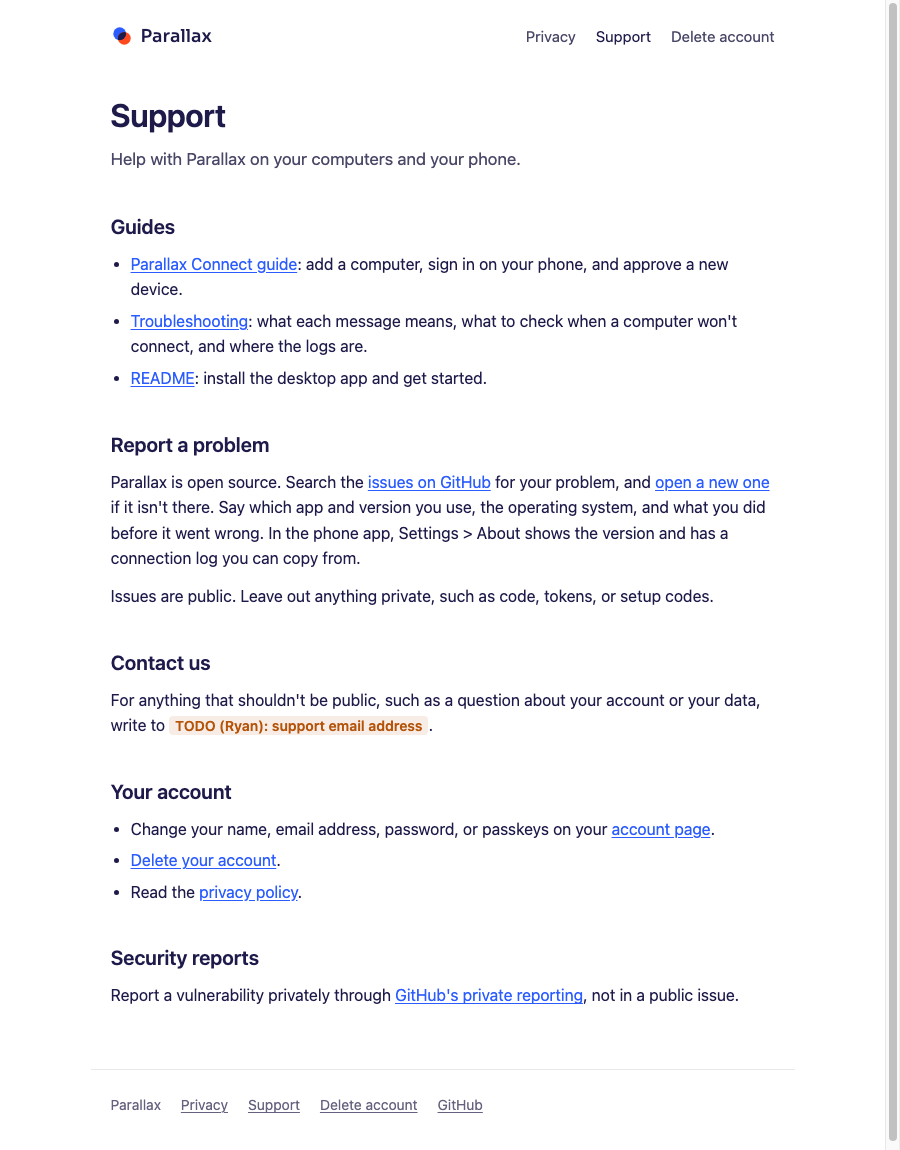 Parallax
Privacy Support Delete account
Support
Help with Parallax on your computers and your phone.
Guides
• Parallax Connect guide: add a computer, sign in on your phone, and approve a new
device.
• Troubleshooting: what each message means, what to check when a computer won't
connect, and where the logs are.
• README: install the desktop app and get started.
Report a problem
Parallax is open source. Search the issues on GitHub for your problem, and open a new one
if it isn't there. Say which app and version you use, the operating system, and what you did
before it went wrong. In the phone app, Settings > About shows the version and has a
connection log you can copy from.
Issues are public. Leave out anything private, such as code, tokens, or setup codes.
Contact us
For anything that shouldn't be public, such as a question about your account or your data,
write to TODO (Ryan): support email address.
Your account
• Change your name, email address, password, or passkeys on your account page.
• Delete your account.
• Read the privacy policy.
Security reports
Report a vulnerability privately through GitHub's private reporting, not in a public issue.
Parallax Privacy Support Delete account GitHub